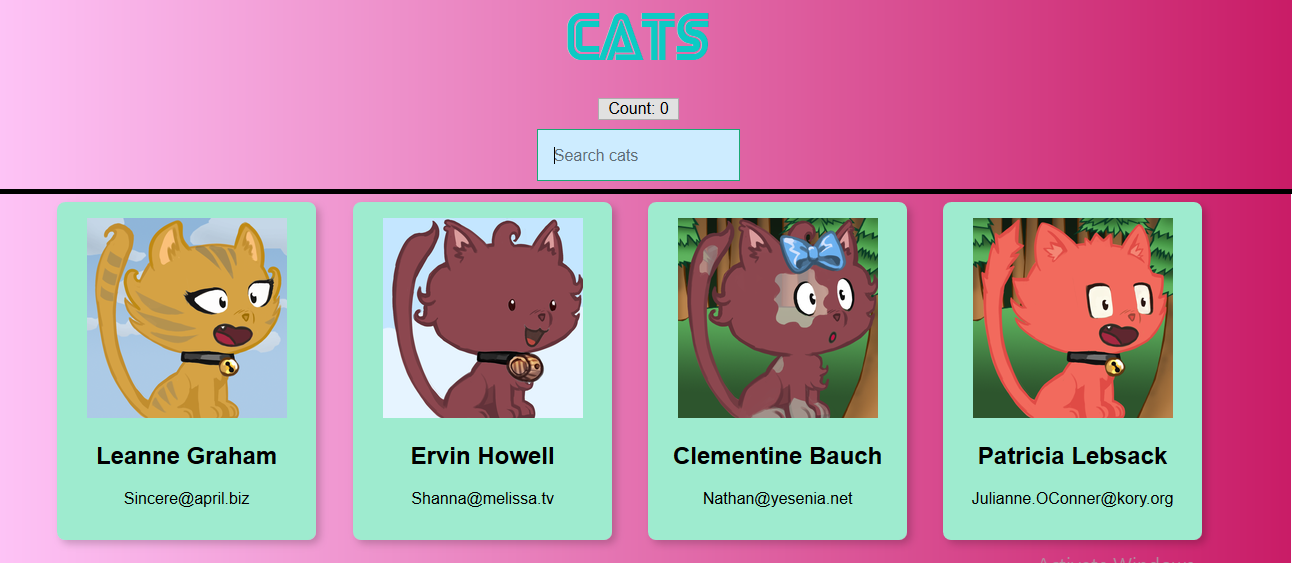 CATS
Count: 0
Search cats
Leanne Graham
Ervin Howell
Clementine Bauch
Patricia Lebsack
Sincere@april.biz
Shanna@melissa.tv
Nathan@yesenia.net
Julianne.OConner@kory.org
Activate Windows